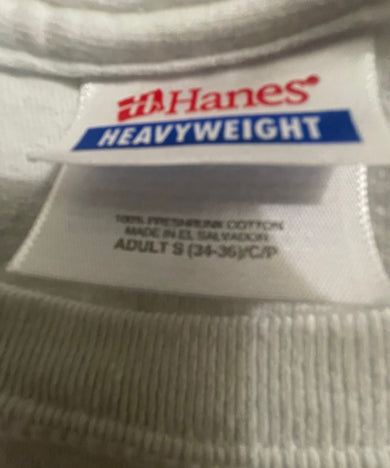 Hanes
HEAVYWEIGHT
100% PRESHRUNK COTTON
MADE IN EL SALVADOR
ADULT S (34-36)/C/P